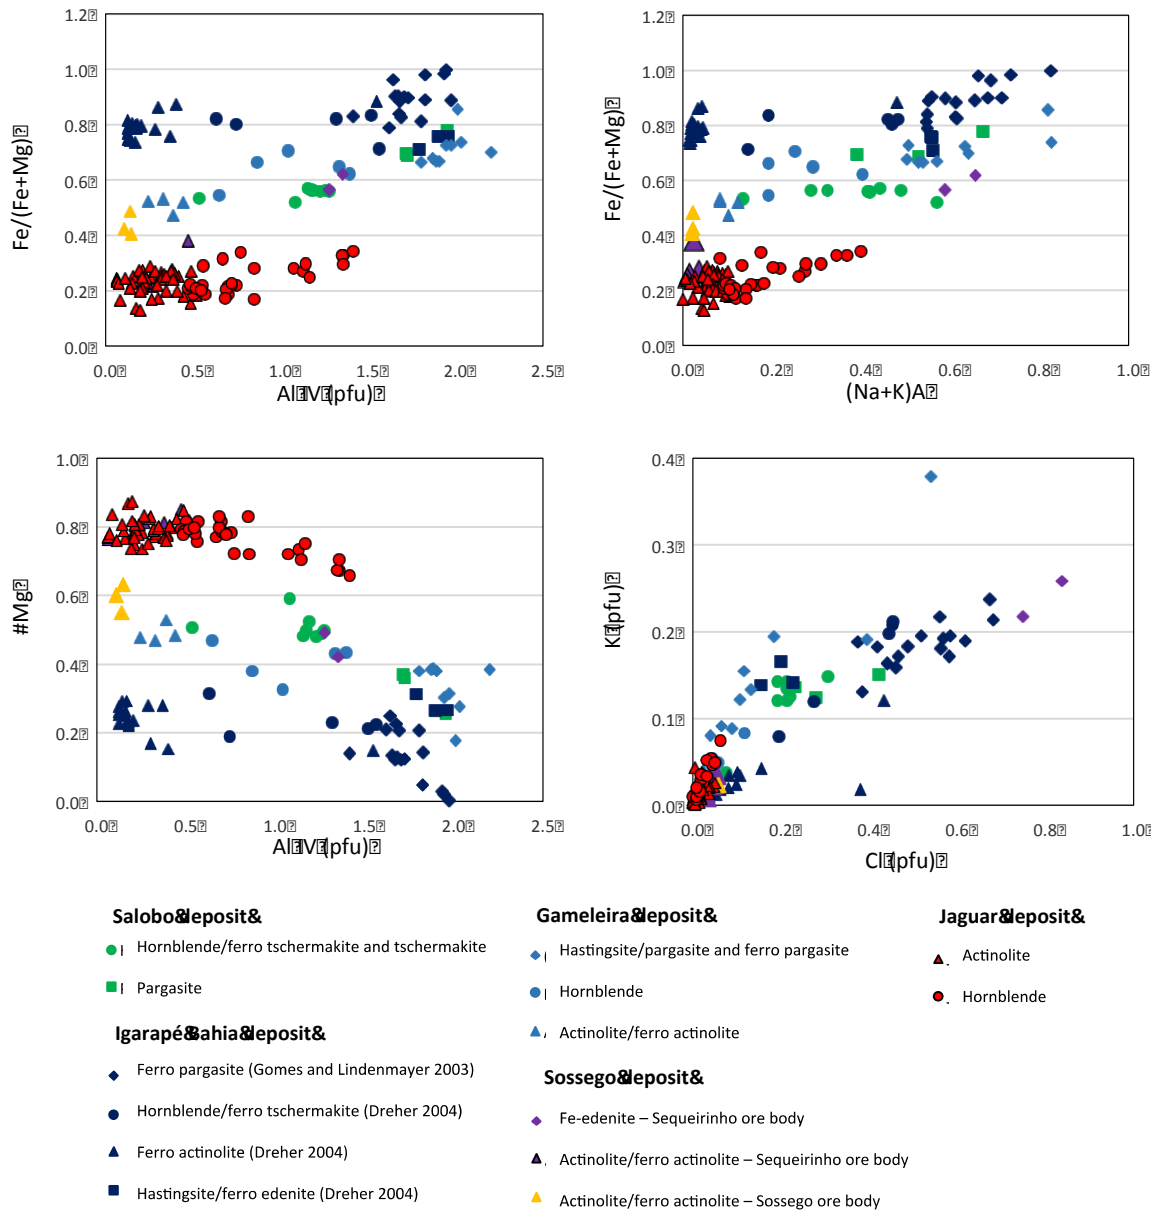 1.2
1.0
0.8
0.6
0.4
0.2
0.0
Fe/(Fe+Mg)
0.0 0.5 1.0 1.5 2.0 2.5
Al IV (pfu)
1.2
1.0
0.8
0.6
0.4
0.2
0.0
Fe/(Fe+Mg)
0.0 0.2 0.4 0.6 0.8 1.0
(Na+K)A
1.0
0.8
0.6
0.4
0.2
0.0
#Mg
0.0 0.5 1.0 1.5 2.0 2.5
Al IV (pfu)
0.4
0.3
0.2
0.1
0.0
K (pfu)
0.0 0.2 0.4 0.6 0.8 1.0
Cl (pfu)
Salobo&deposit&
Hornblende/ferro tschermakite and tschermakite
Pargasite
Igarapé&Bahia&deposit&
Ferro pargasite (Gomes and Lindenmayer 2003)
Hornblende/ferro tschermakite (Dreher 2004)
Ferro actinolite (Dreher 2004)
Hastingsite/ferro edenite (Dreher 2004)
Gameleira&deposit&
Hastingsite/pargasite and ferro pargasite
Hornblende
Actinolite/ferro actinolite
Sossego&deposit&
Fe-edenite – Sequeirinho ore body
Actinolite/ferro actinolite – Sequeirinho ore body
Actinolite/ferro actinolite – Sossego ore body
Jaguar&deposit&
Actinolite
Hornblende